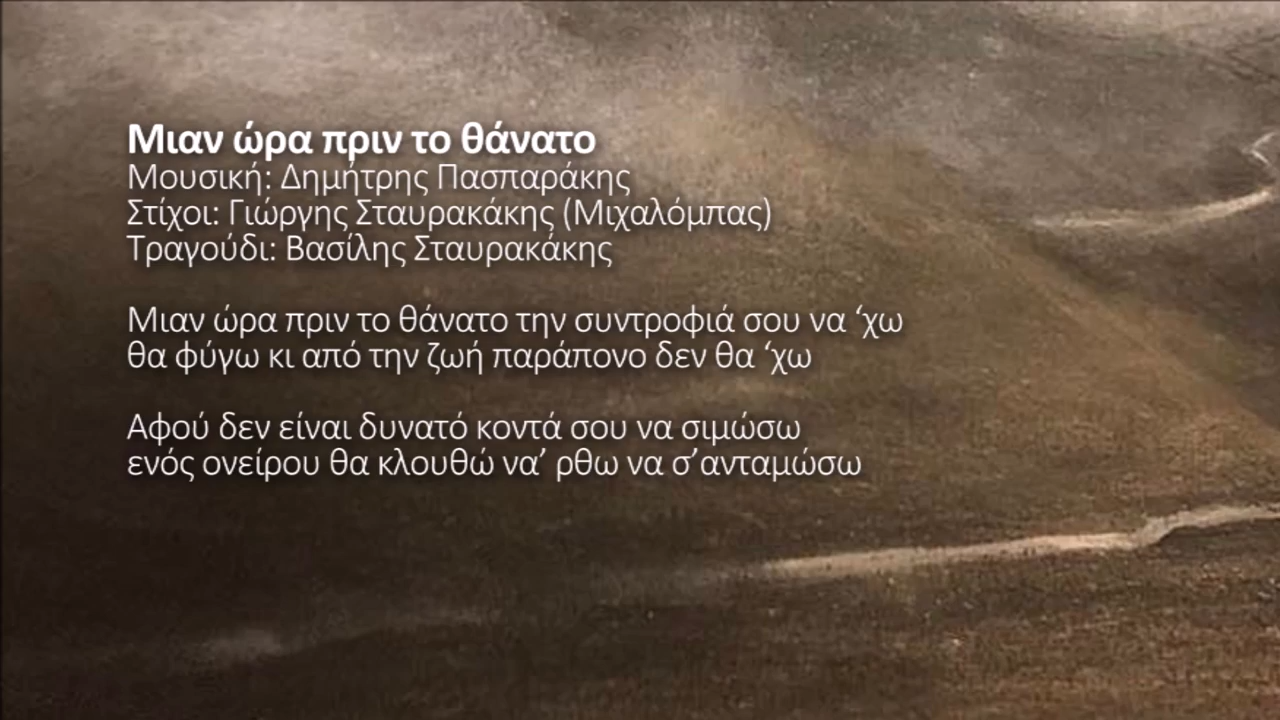 Μιαν ώρα πριν το θάνατο
Μουσική: Δημήτρης Πασπαράκης
Στίχοι: Γιώργης Σταυρακάκης (Μιχαλόμπας)
Τραγούδι: Βασίλης Σταυρακάκης
Μιαν ώρα πριν το θάνατο την συντροφιά σου να ‘χω
θα φύγω κι από την ζωή παράπονο δεν θα ‘χω
Αφού δεν είναι δυνατό κοντά σου να σιμώσω
ενός ονείρου θα κλουθώ να’ ρθω να σ’ανταμώσω